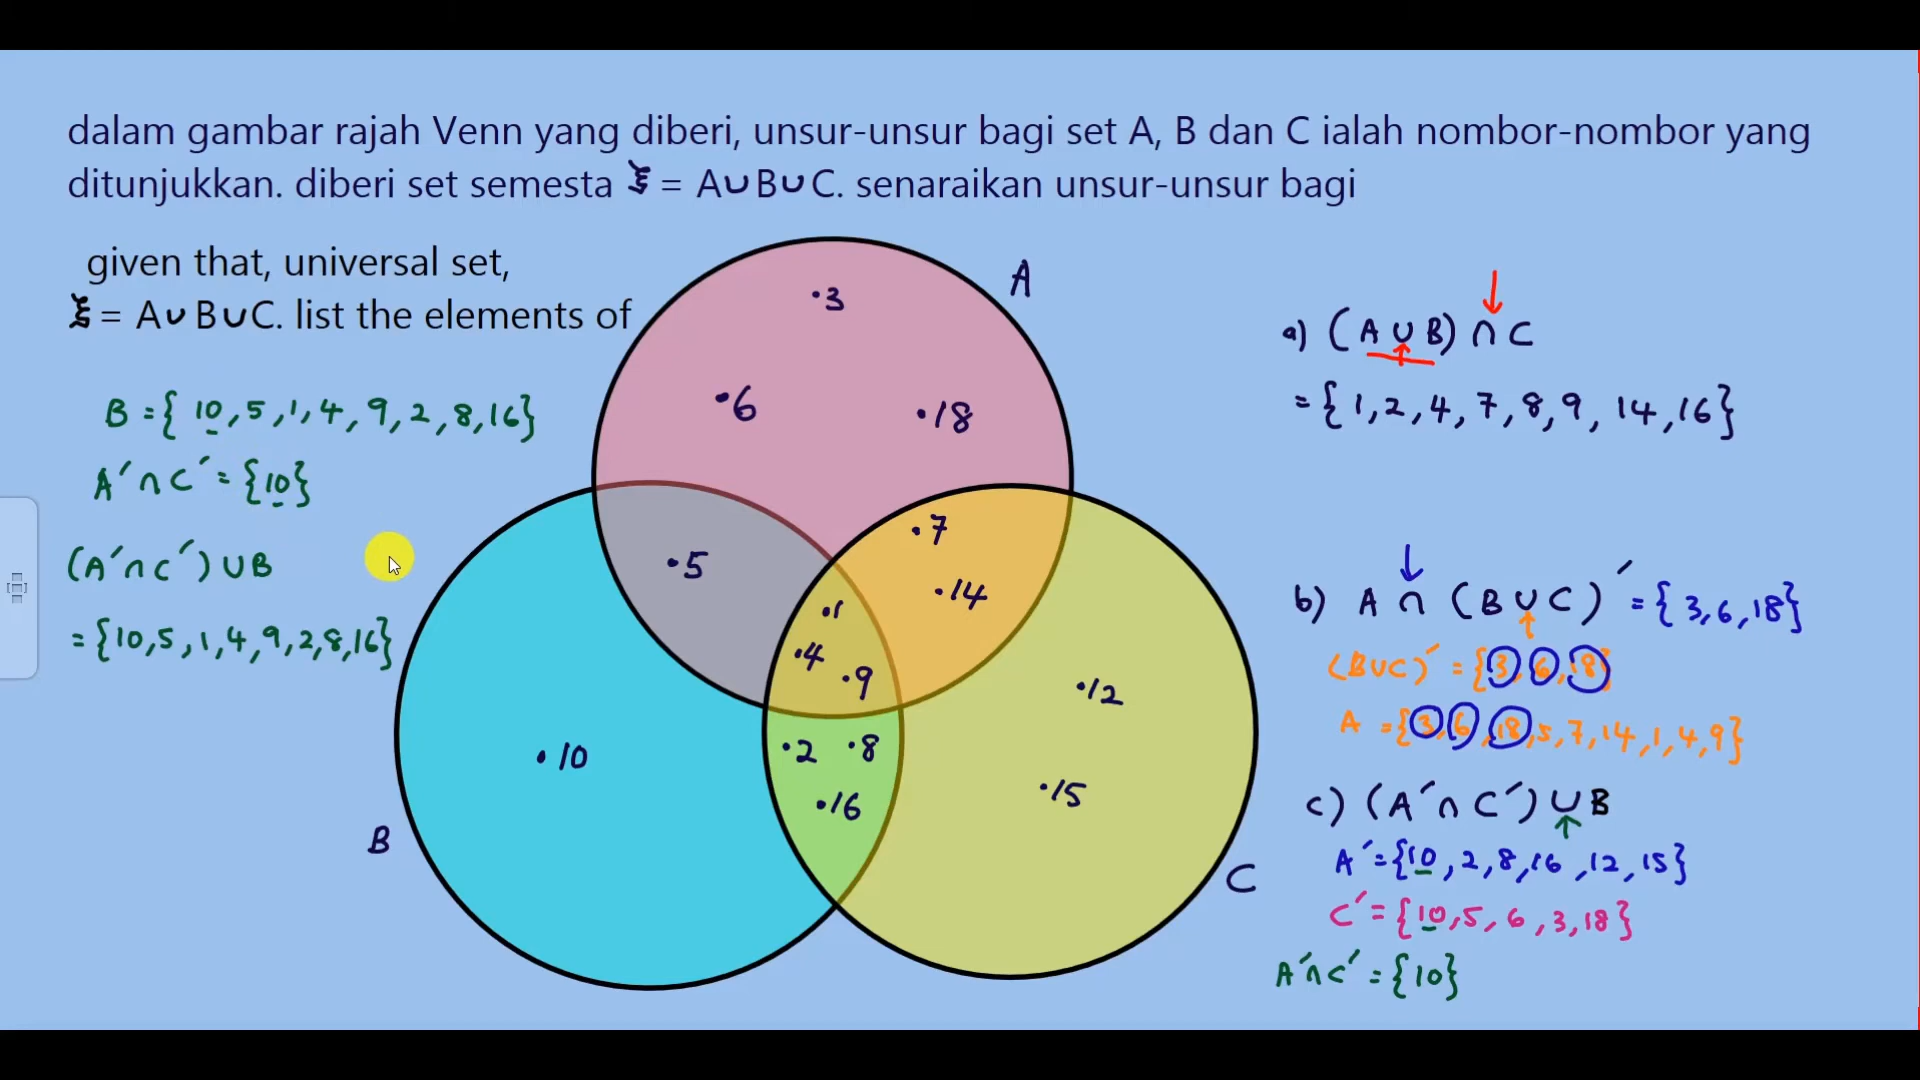 dalam gambar rajah Venn yang diberi, unsur-unsur bagi set A, B dan C ialah nombor-nombor yang
ditunjukkan. diberi set semesta ξ = A∪B∪C. senaraikan unsur-unsur bagi
given that, universal set,
ξ = A∪B∪C. list the elements of
B = { 10, 5, 1, 4, 9, 2, 8, 16}
A′ ∩ C′ = {10}
(A′ ∩ C′) ∪ B
= {10, 5, 1, 4, 9, 2, 8, 16}
A
·3
·6
·18
·7
·5
·14
·1
·4
·9
·12
·2
·8
·10
·15
·16
B
C
a) (A ∪ B) ∩ C
= { 1, 2, 4, 7, 8, 9, 14, 16}
b) A ∩ (B ∪ C)′ = { 3, 6, 18}
(B∪C)′ = {3, 6, 18}
A = {3, 6, 18, 5, 7, 14, 1, 4, 9}
c) (A′ ∩ C′) ∪ B
A′ = {10, 2, 8, 16, 12, 15}
C′ = {10, 5, 6, 3, 18}
A′∩C′ = {10}